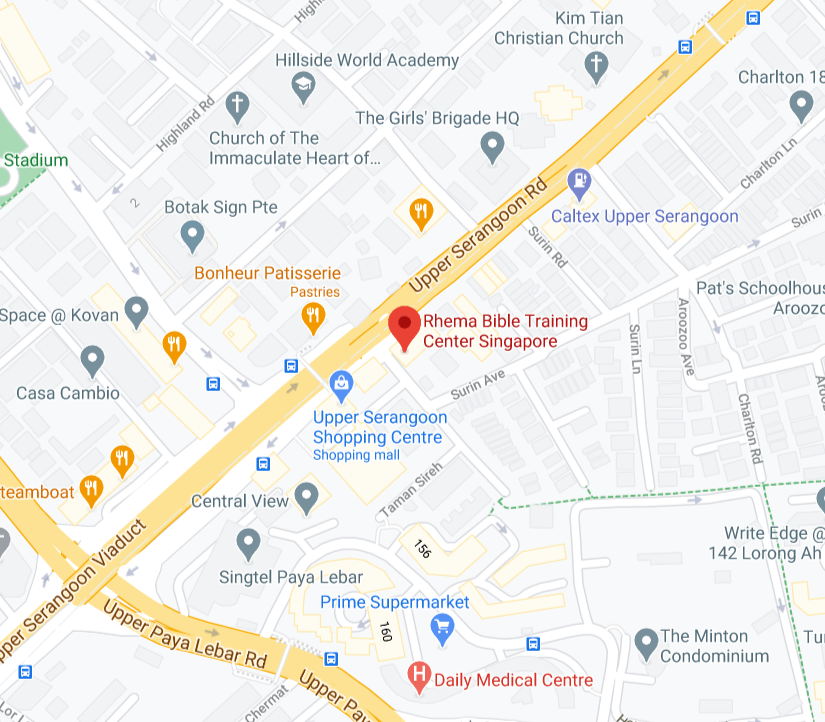 Highl
Kim Tian
Christian Church
Hillside World Academy
Charlton 18
Highland Rd
The Girls' Brigade HQ
Church of The
Immaculate Heart of...
Stadium
Charlton Ln
2
Botak Sign Pte
Upper Serangoon Rd
Caltex Upper Serangoon
Surin
Surin Rd
Bonheur Patisserie
Pastries
Pat's Schoolhous
Aroozo
Space @ Kovan
Rhema Bible Training
Center Singapore
Aroozoo Ave
Surin Ln
Casa Cambio
Surin Ave
Upper Serangoon
Shopping Centre
Shopping mall
Charlton Rd
Aroo
teamboat
Taman Sireh
Central View
H
pper Serangoon Viaduct
156
Write Edge @
142 Lorong Ah
Singtel Paya Lebar
Prime Supermarket
Upper Paya Lebar Rd
160
The Minton
Condominium
Tu
Daily Medical Centre
Upper Pay
Chermat
Lor L